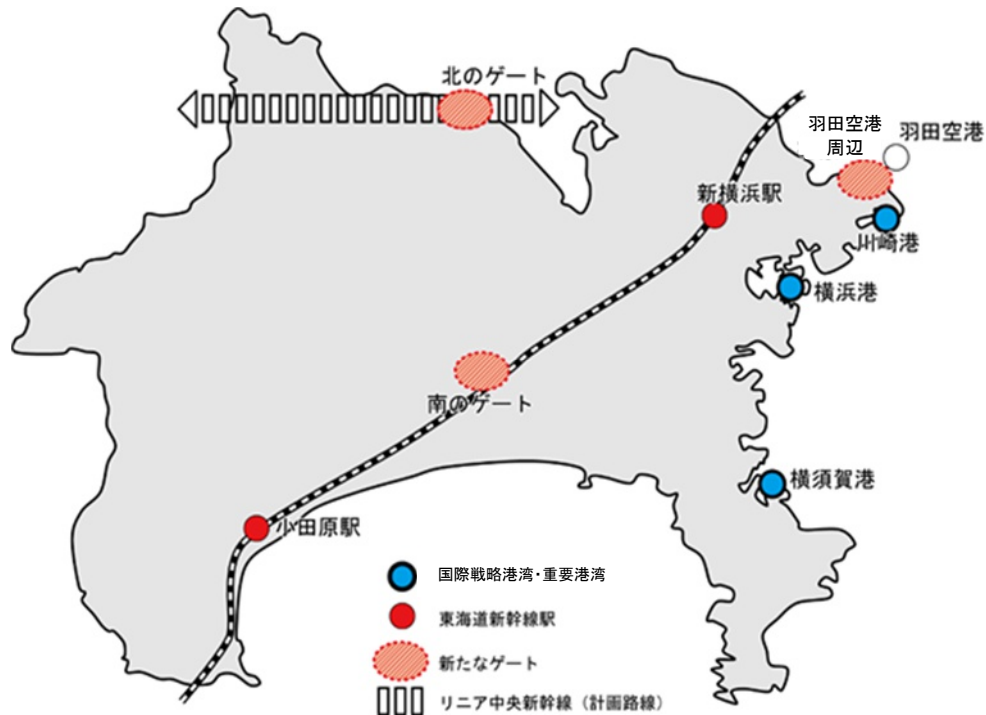 北のゲート
羽田空港
周辺
羽田空港
新横浜駅
川崎港
横浜港
南のゲート
横須賀港
小田原駅
国際戦略港湾・重要港湾
東海道新幹線駅
新たなゲート
リニア中央新幹線（計画路線）